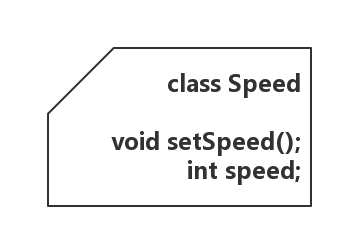 class Speed
void setSpeed();
int speed;